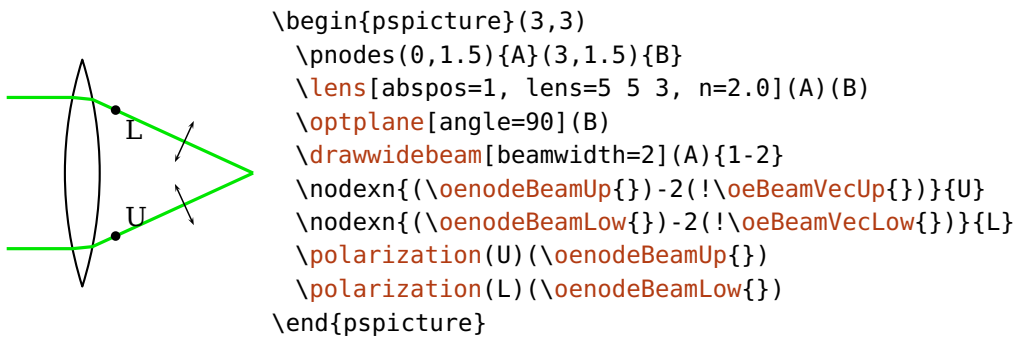 L
U
\begin{pspicture}(3,3)
  \pnodes(0,1.5){A}(3,1.5){B}
  \lens[abspos=1, lens=5 5 3, n=2.0](A)(B)
  \optplane[angle=90](B)
  \drawwidebeam[beamwidth=2](A){1-2}
  \nodexn{(\oenodeBeamUp{})-2(!\oeBeamVecUp{})}{U}
  \nodexn{(\oenodeBeamLow{})-2(!\oeBeamVecLow{})}{L}
  \polarization(U)(\oenodeBeamUp{})
  \polarization(L)(\oenodeBeamLow{})
\end{pspicture}